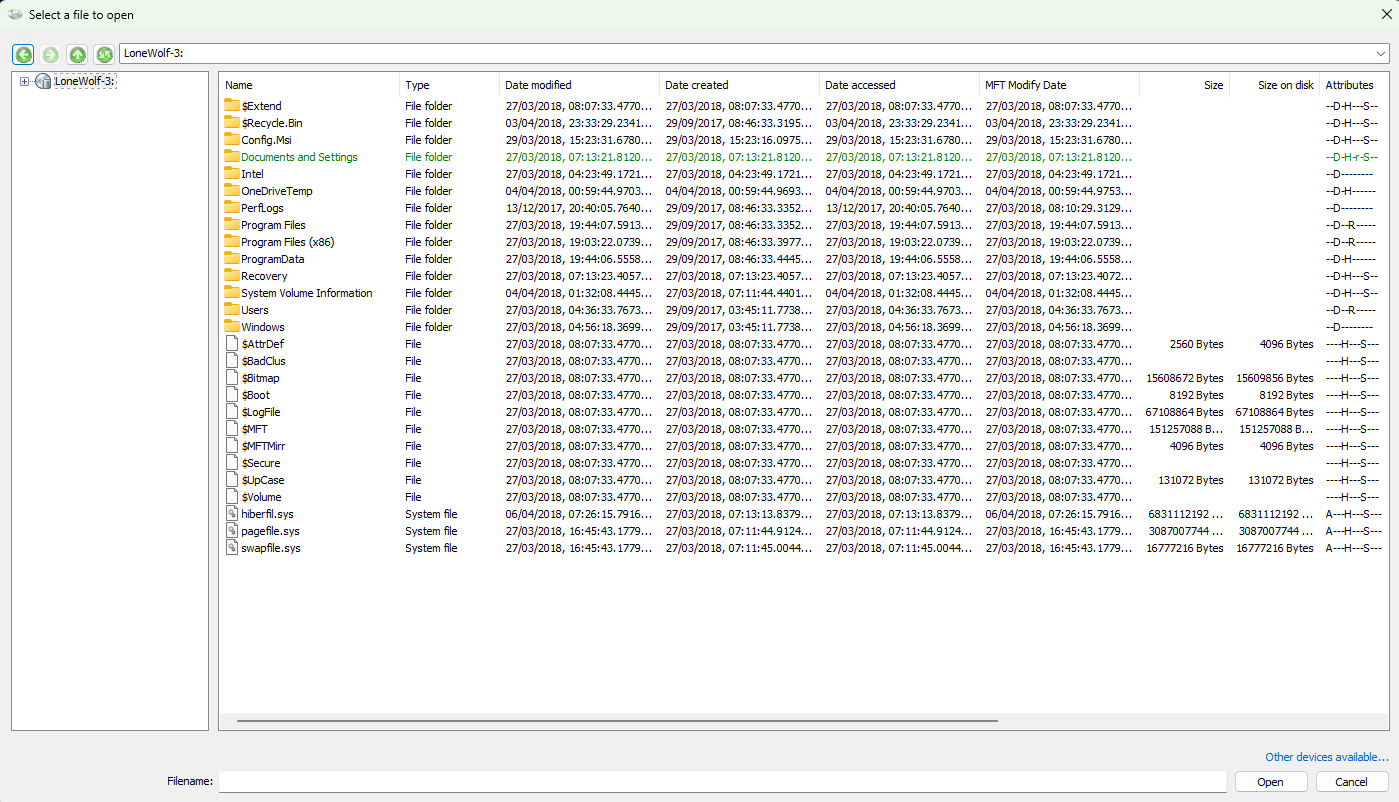 Select a file to open
LoneWolf-3:
LoneWolf-3:
Name Type Date modified Date created Date accessed MFT Modify Date Size Size on disk Attributes
$Extend File folder 27/03/2018, 08:07:33.4770... 27/03/2018, 08:07:33.4770... 27/03/2018, 08:07:33.4770... 27/03/2018, 08:07:33.4770... --D-H---S--
$Recycle.Bin File folder 03/04/2018, 23:33:29.2341... 29/09/2017, 08:46:33.3195... 03/04/2018, 23:33:29.2341... 03/04/2018, 23:33:29.2341... --D-H---S--
Config.Msi File folder 29/03/2018, 15:23:31.6780... 29/03/2018, 15:23:16.0975... 29/03/2018, 15:23:31.6780... 29/03/2018, 15:23:31.6780... --D-H---S--
Documents and Settings File folder 27/03/2018, 07:13:21.8120... 27/03/2018, 07:13:21.8120... 27/03/2018, 07:13:21.8120... 27/03/2018, 07:13:21.8120... --D-H-r-S--
Intel File folder 27/03/2018, 04:23:49.1721... 27/03/2018, 04:23:49.1721... 27/03/2018, 04:23:49.1721... 27/03/2018, 04:23:49.1721... --D--------
OneDriveTemp File folder 04/04/2018, 00:59:44.9703... 04/04/2018, 00:59:44.9693... 04/04/2018, 00:59:44.9703... 04/04/2018, 00:59:44.9753... --D-H------
PerfLogs File folder 13/12/2017, 20:40:05.7640... 29/09/2017, 08:46:33.3352... 13/12/2017, 20:40:05.7640... 27/03/2018, 08:10:29.3129... --D--------
Program Files File folder 27/03/2018, 19:44:07.5913... 29/09/2017, 08:46:33.3352... 27/03/2018, 19:44:07.5913... 27/03/2018, 19:44:07.5913... --D--R-----
Program Files (x86) File folder 27/03/2018, 19:03:22.0739... 29/09/2017, 08:46:33.3977... 27/03/2018, 19:03:22.0739... 27/03/2018, 19:03:22.0739... --D--R-----
ProgramData File folder 27/03/2018, 19:44:06.5558... 29/09/2017, 08:46:33.4445... 27/03/2018, 19:44:06.5558... 27/03/2018, 19:44:06.5558... --D-H------
Recovery File folder 27/03/2018, 07:13:23.4057... 27/03/2018, 07:13:23.4057... 27/03/2018, 07:13:23.4057... 27/03/2018, 07:13:23.4072... --D-H---S--
System Volume Information File folder 04/04/2018, 01:32:08.4445... 27/03/2018, 07:11:44.4401... 04/04/2018, 01:32:08.4445... 04/04/2018, 01:32:08.4445... --D-H---S--
Users File folder 27/03/2018, 04:36:33.7673... 29/09/2017, 03:45:11.7738... 27/03/2018, 04:36:33.7673... 27/03/2018, 04:36:33.7673... --D--R-----
Windows File folder 27/03/2018, 04:56:18.3699... 29/09/2017, 03:45:11.7738... 27/03/2018, 04:56:18.3699... 27/03/2018, 04:56:18.3699... --D--------
$AttrDef File 27/03/2018, 08:07:33.4770... 27/03/2018, 08:07:33.4770... 27/03/2018, 08:07:33.4770... 27/03/2018, 08:07:33.4770... 2560 Bytes 4096 Bytes ----H---S---
$BadClus File 27/03/2018, 08:07:33.4770... 27/03/2018, 08:07:33.4770... 27/03/2018, 08:07:33.4770... 27/03/2018, 08:07:33.4770... ----H---S---
$Bitmap File 27/03/2018, 08:07:33.4770... 27/03/2018, 08:07:33.4770... 27/03/2018, 08:07:33.4770... 27/03/2018, 08:07:33.4770... 15608672 Bytes 15609856 Bytes ----H---S---
$Boot File 27/03/2018, 08:07:33.4770... 27/03/2018, 08:07:33.4770... 27/03/2018, 08:07:33.4770... 27/03/2018, 08:07:33.4770... 8192 Bytes 8192 Bytes ----H---S---
$LogFile File 27/03/2018, 08:07:33.4770... 27/03/2018, 08:07:33.4770... 27/03/2018, 08:07:33.4770... 27/03/2018, 08:07:33.4770... 67108864 Bytes 67108864 Bytes ----H---S---
$MFT File 27/03/2018, 08:07:33.4770... 27/03/2018, 08:07:33.4770... 27/03/2018, 08:07:33.4770... 27/03/2018, 08:07:33.4770... 151257088 B... 151257088 B... ----H---S---
$MFTMirr File 27/03/2018, 08:07:33.4770... 27/03/2018, 08:07:33.4770... 27/03/2018, 08:07:33.4770... 27/03/2018, 08:07:33.4770... 4096 Bytes 4096 Bytes ----H---S---
$Secure File 27/03/2018, 08:07:33.4770... 27/03/2018, 08:07:33.4770... 27/03/2018, 08:07:33.4770... 27/03/2018, 08:07:33.4770... ----H---S---
$UpCase File 27/03/2018, 08:07:33.4770... 27/03/2018, 08:07:33.4770... 27/03/2018, 08:07:33.4770... 27/03/2018, 08:07:33.4770... 131072 Bytes 131072 Bytes ----H---S---
$Volume File 27/03/2018, 08:07:33.4770... 27/03/2018, 08:07:33.4770... 27/03/2018, 08:07:33.4770... 27/03/2018, 08:07:33.4770... ----H---S---
hiberfil.sys System file 06/04/2018, 07:26:15.7916... 27/03/2018, 07:13:13.8379... 27/03/2018, 07:13:13.8379... 06/04/2018, 07:26:15.7916... 6831112192 ... 6831112192 ... A---H---S---
pagefile.sys System file 27/03/2018, 16:45:43.1779... 27/03/2018, 07:11:44.9124... 27/03/2018, 07:11:44.9124... 27/03/2018, 16:45:43.1779... 3087007744 ... 3087007744 ... A---H---S---
swapfile.sys System file 27/03/2018, 16:45:43.1779... 27/03/2018, 07:11:45.0044... 27/03/2018, 07:11:45.0044... 27/03/2018, 16:45:43.1779... 16777216 Bytes 16777216 Bytes A---H---S---
Other devices available...
Filename:
Open Cancel